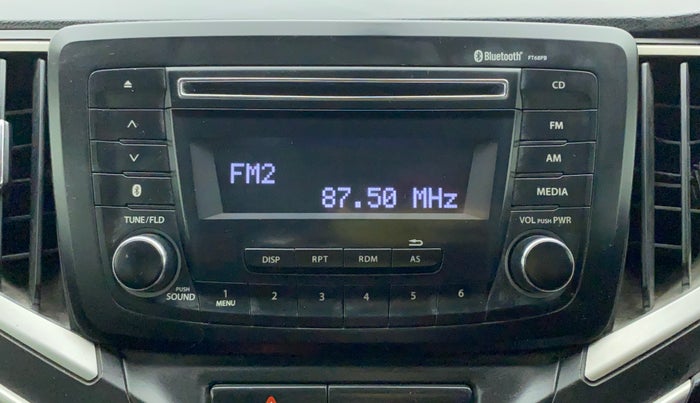 Bluetooth® PT68PB
CD
FM
FM2
AM
87.50 MHz
MEDIA
TUNE/FLD
VOL PUSH PWR
DISP RPT RDM AS
PUSH SOUND
1 2 3 4 5 6
MENU